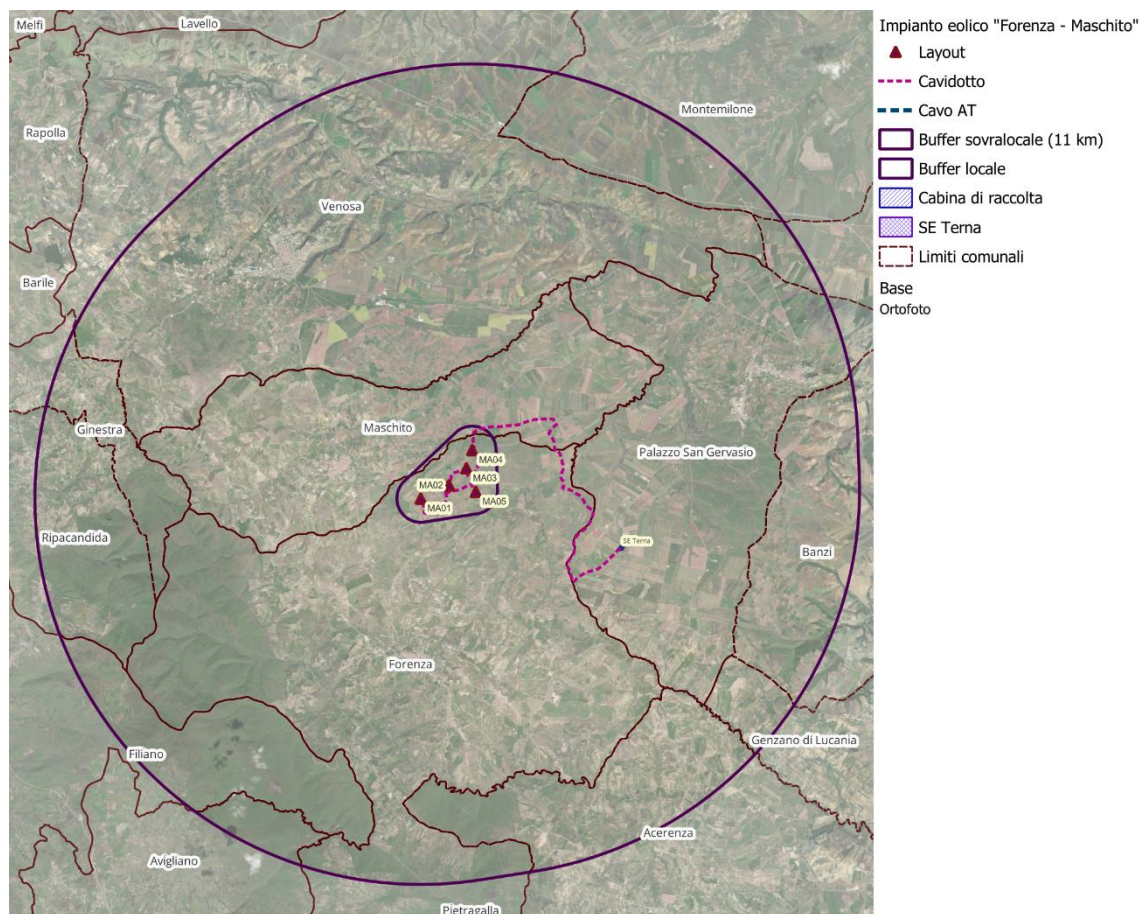 Melfi
Lavello
Montemilone
Rapolla
Venosa
Barile
Ginestra
Maschito
Palazzo San Gervasio
MA04
MA03
MA02
MA05
MA01
SE Terna
Ripacandida
Banzi
Forenza
Filiano
Genzano di Lucania
Acerenza
Avigliano
Pietragalla
Impianto eolico "Forenza - Maschito"
Layout
Cavidotto
Cavo AT
Buffer sovralocale (11 km)
Buffer locale
Cabina di raccolta
SE Terna
Limiti comunali
Base
Ortofoto